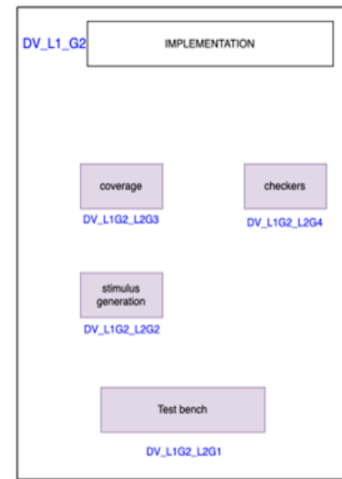 DV_L1_G2 IMPLEMENTATION
coverage
DV_L1G2_L2G3
checkers
DV_L1G2_L2G4
stimulus
generation
DV_L1G2_L2G2
Test bench
DV_L1G2_L2G1